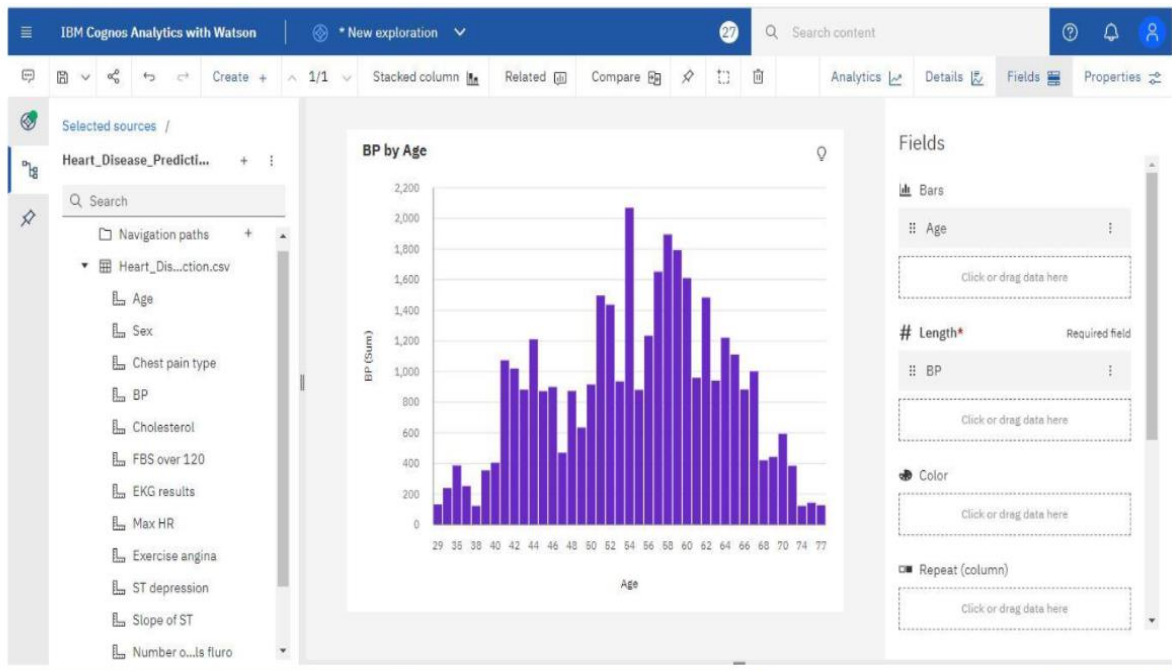 IBM Cognos Analytics with Watson
* New exploration
27
Search content
Create +
1/1
Stacked column
Related
Compare
Analytics
Details
Fields
Properties
Selected sources /
Heart_Disease_Predicti... +
Search
Navigation paths +
Heart_Dis...ction.csv
Age
Sex
Chest pain type
BP
Cholesterol
FBS over 120
EKG results
Max HR
Exercise angina
ST depression
Slope of ST
Number o...ls fluro
BP by Age
2,200
2,000
1,800
1,600
1,400
1,200
1,000
800
600
400
200
0
BP (Sum)
29 35 38 40 42 44 46 48 50 52 54 56 58 60 62 64 66 68 70 74 77
Age
Fields
Bars
Age
Click or drag data here
# Length* Required field
BP
Click or drag data here
Color
Click or drag data here
Repeat (column)
Click or drag data here